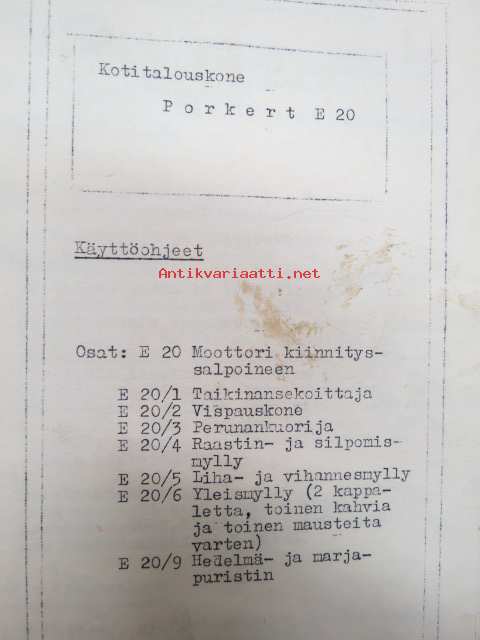 Kotitalouskone
Porkert E 20
Käyttöohjeet
Antikvariaatti.net
Osat: E 20 Moottori kiinnitys-
salpoineen
E 20/1 Taikinansekoittaja
E 20/2 Vispauskone
E 20/3 Perunankuorija
E 20/4 Raastin- ja silpomis-
mylly
E 20/5 Liha- ja vihannesmylly
E 20/6 Yleismylly (2 kappa-
letta, toinen kahvia
ja toinen mausteita
varten)
E 20/9 Hedelmä- ja marja-
puristin